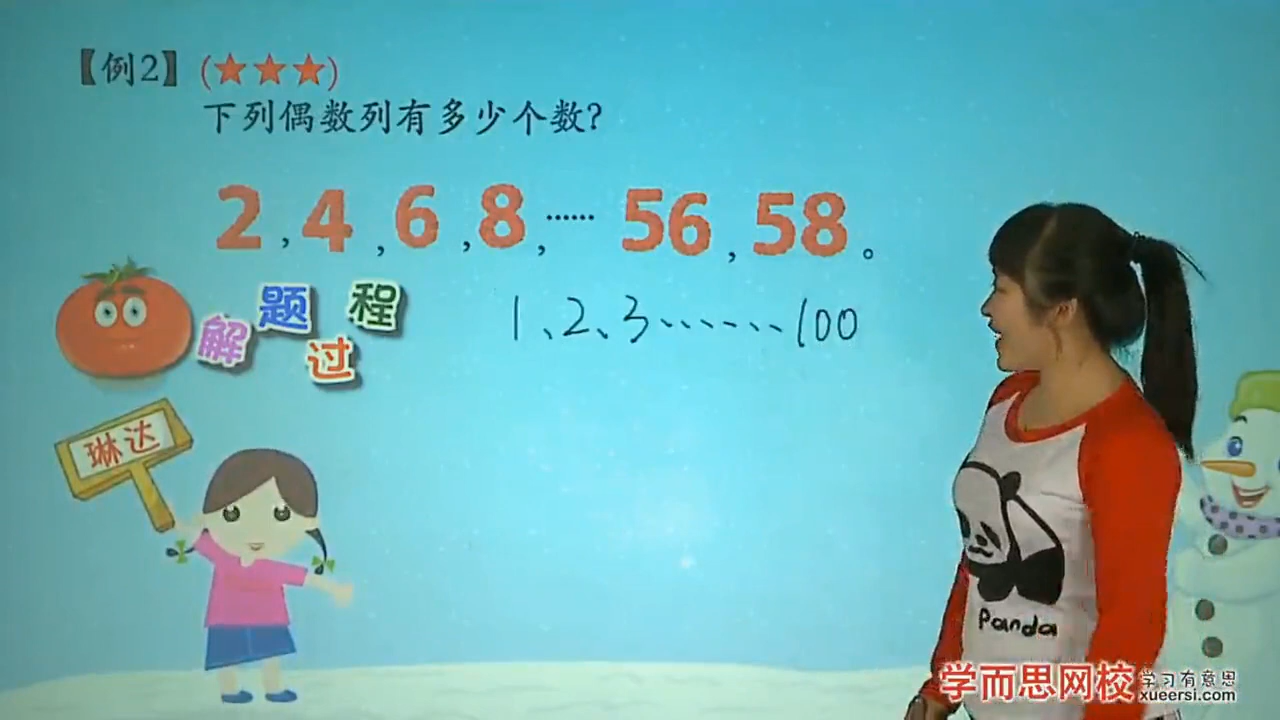 【例2】(★★★)
下列偶数列有多少个数?
2,4,6,8,……56,58。
解题过程
1、2、3、、、、、、100
琳达
Panda
学而思网校 学习有意思
xueersi.com